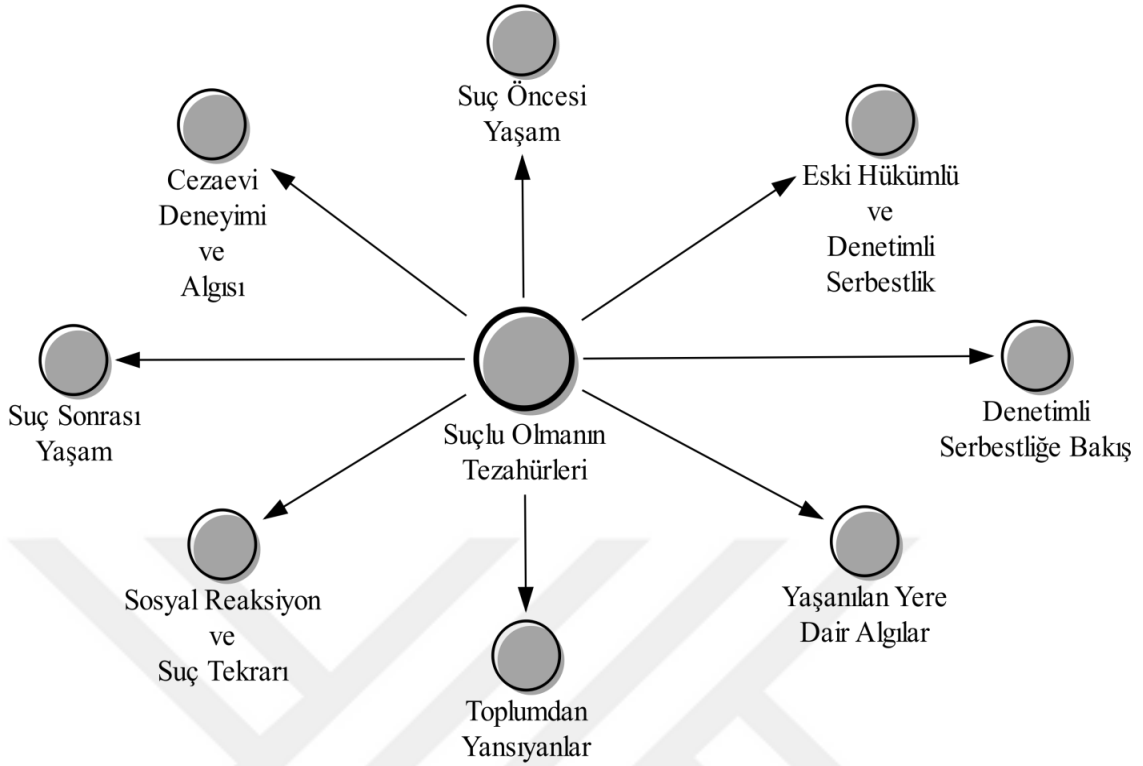 Suç Öncesi
Yaşam
Cezaevi
Deneyimi
ve
Algısı
Eski Hükümlü
ve
Denetimli
Serbestlik
Suç Sonrası
Yaşam
Suçlu Olmanın
Tezahürleri
Denetimli
Serbestliğe Bakış
Sosyal Reaksiyon
ve
Suç Tekrarı
Toplumdan
Yansıyanlar
Yaşanılan Yere
Dair Algılar